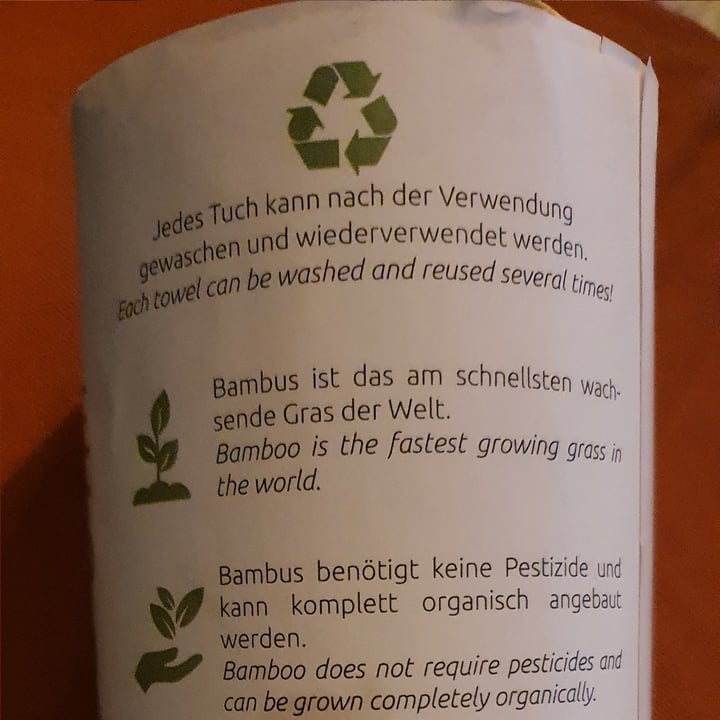 Jedes Tuch kann nach der Verwendung
gewaschen und wiederverwendet werden.
Each towel can be washed and reused several times!
Bambus ist das am schnellsten wach-
sende Gras der Welt.
Bamboo is the fastest growing grass in
the world.
Bambus benötigt keine Pestizide und
kann komplett organisch angebaut
werden.
Bamboo does not require pesticides and
can be grown completely organically.